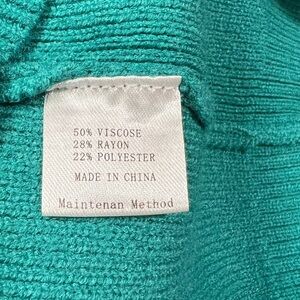 50% VISCOSE
28% RAYON
22% POLYESTER
MADE IN CHINA
Maintenan Method